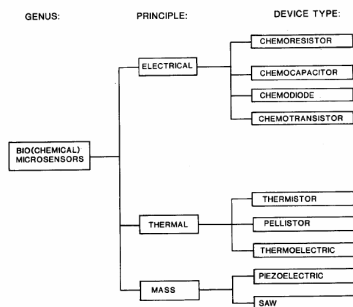 GENUS:
PRINCIPLE:
DEVICE TYPE:
BIO(CHEMICAL)
MICROSENSORS
ELECTRICAL
CHEMORESISTOR
CHEMOCAPACITOR
CHEMODIODE
CHEMOTRANSISTOR
THERMAL
THERMISTOR
PELLISTOR
THERMOELECTRIC
MASS
PIEZOELECTRIC
SAW